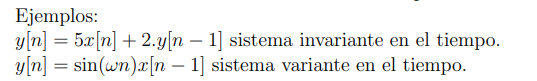 Ejemplos:
y[n] = 5x[n] + 2.y[n − 1] sistema invariante en el tiempo.
y[n] = sin(ωn)x[n − 1] sistema variante en el tiempo.